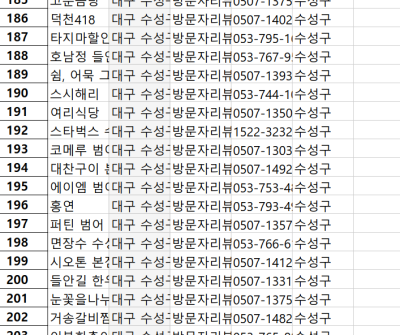 186 덕천418 대구 수성구 방문자리뷰 0507-1402 수성구
187 타지마할인 대구 수성구 방문자리뷰 053-795-1 수성구
188 호남정 들안 대구 수성구 방문자리뷰 053-767-9 수성구
189 쉼, 어묵 그 대구 수성구 방문자리뷰 0507-1393 수성구
190 스시해리 대구 수성구 방문자리뷰 053-744-1 수성구
191 여리식당 대구 수성구 방문자리뷰 0507-1350 수성구
192 스타벅스 대구 수성구 방문자리뷰 1522-3232 수성구
193 코메루 범어 대구 수성구 방문자리뷰 0507-1303 수성구
194 대찬구이 대구 수성구 방문자리뷰 0507-1492 수성구
195 에이엠 범어 대구 수성구 방문자리뷰 053-753-4 수성구
196 홍연 대구 수성구 방문자리뷰 053-793-4 수성구
197 퍼틴 범어 대구 수성구 방문자리뷰 0507-1357 수성구
198 면장수 수성 대구 수성구 방문자리뷰 053-766-6 수성구
199 시오톤 본점 대구 수성구 방문자리뷰 0507-1412 수성구
200 들안길 한우 대구 수성구 방문자리뷰 0507-1331 수성구
201 눈꽃을나누 대구 수성구 방문자리뷰 0507-1375 수성구
202 거송갈비찜 대구 수성구 방문자리뷰 0507-1482 수성구